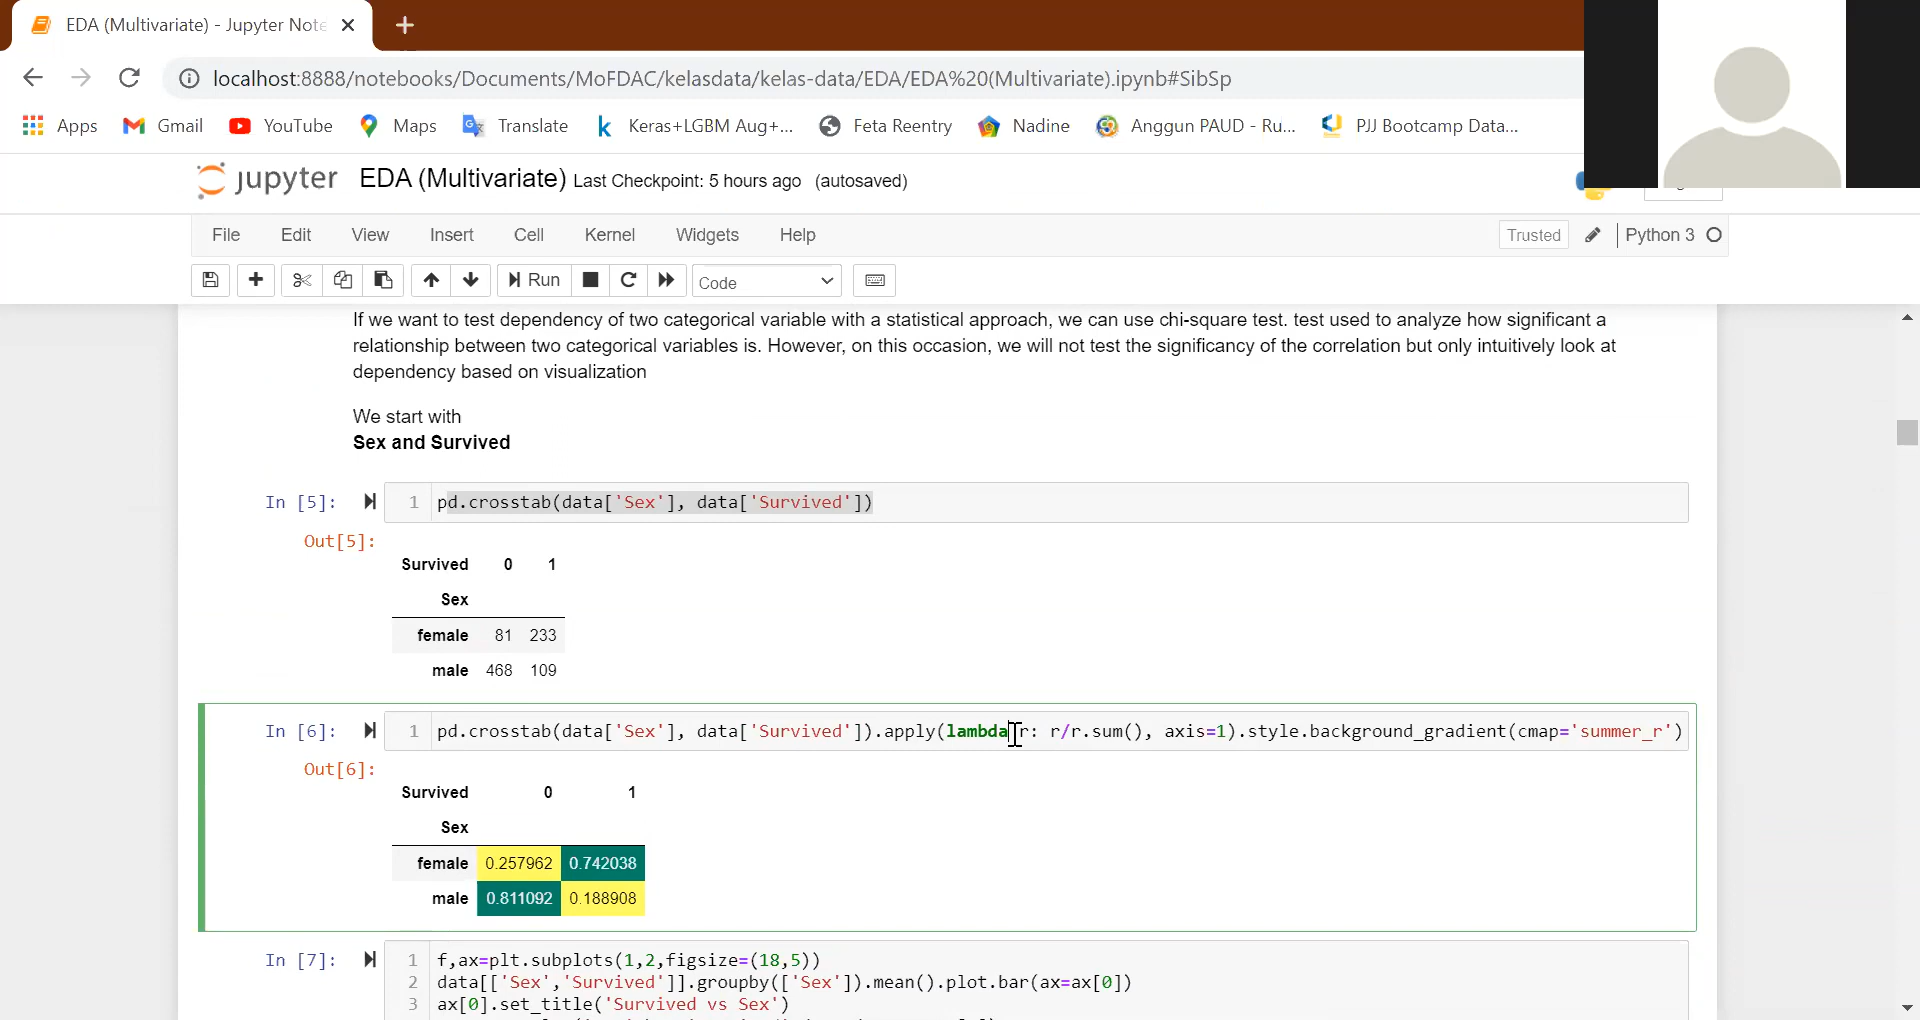 EDA (Multivariate) - Jupyter Note
localhost:8888/notebooks/Documents/MoFDAC/kelasdata/kelas-data/EDA/EDA%20(Multivariate).ipynb#SibSp
Apps Gmail YouTube Maps Translate Keras+LGBM Aug+... Feta Reentry Nadine Anggun PAUD - Ru... PJJ Bootcamp Data...
jupyter EDA (Multivariate) Last Checkpoint: 5 hours ago (autosaved)
File Edit View Insert Cell Kernel Widgets Help Trusted Python 3
Run Code
If we want to test dependency of two categorical variable with a statistical approach, we can use chi-square test. test used to analyze how significant a
relationship between two categorical variables is. However, on this occasion, we will not test the significancy of the correlation but only intuitively look at
dependency based on visualization
We start with
Sex and Survived
In [5]: 1 pd.crosstab(data['Sex'], data['Survived'])
Out[5]:
Survived 0 1
Sex
female 81 233
male 468 109
In [6]: 1 pd.crosstab(data['Sex'], data['Survived']).apply(lambda r: r/r.sum(), axis=1).style.background_gradient(cmap='summer_r')
Out[6]:
Survived 0 1
Sex
female 0.257962 0.742038
male 0.811092 0.188908
In [7]: 1 f,ax=plt.subplots(1,2,figsize=(18,5))
2 data[['Sex','Survived']].groupby(['Sex']).mean().plot.bar(ax=ax[0])
3 ax[0].set_title('Survived vs Sex')